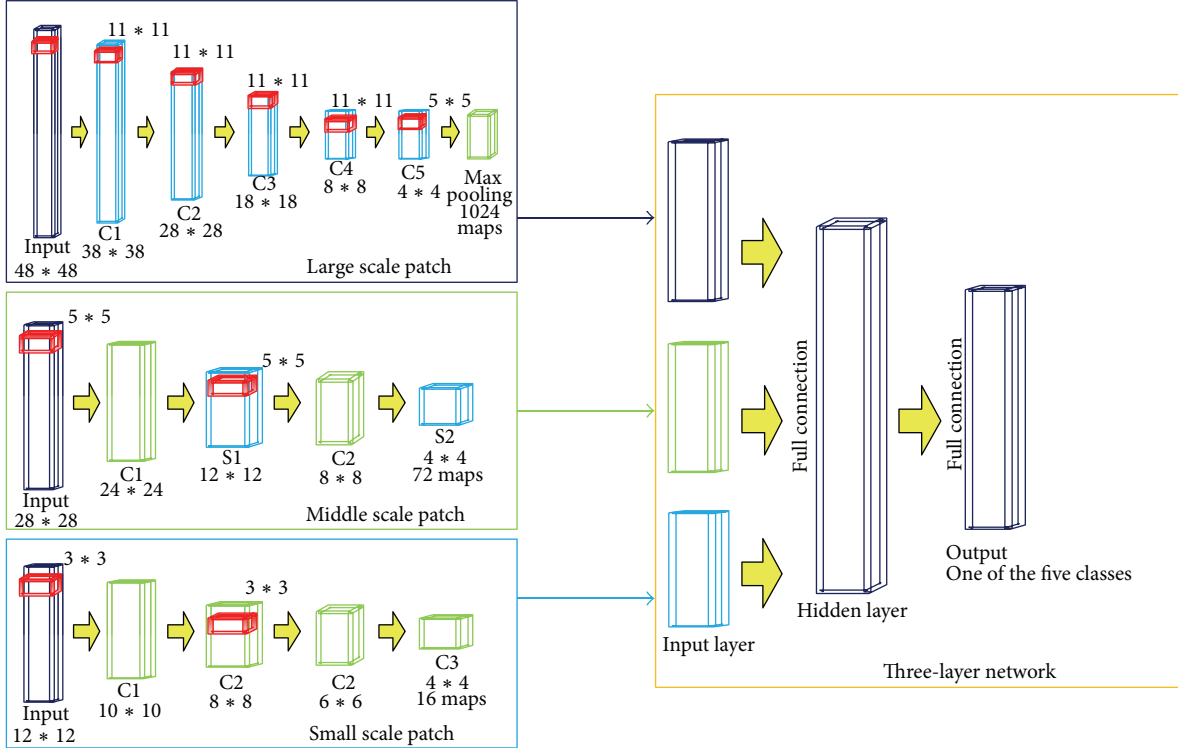 11 * 11
11 * 11
11 * 11
11 * 11
5 * 5
Input
48 * 48
C1
38 * 38
C2
28 * 28
C3
18 * 18
C4
8 * 8
C5
4 * 4
Max
pooling
1024
maps
Large scale patch
5 * 5
5 * 5
Input
28 * 28
C1
24 * 24
S1
12 * 12
C2
8 * 8
S2
4 * 4
72 maps
Middle scale patch
3 * 3
3 * 3
Input
12 * 12
C1
10 * 10
C2
8 * 8
C2
6 * 6
C3
4 * 4
16 maps
Small scale patch
Input layer
Full connection
Hidden layer
Full connection
Output
One of the five classes
Three-layer network